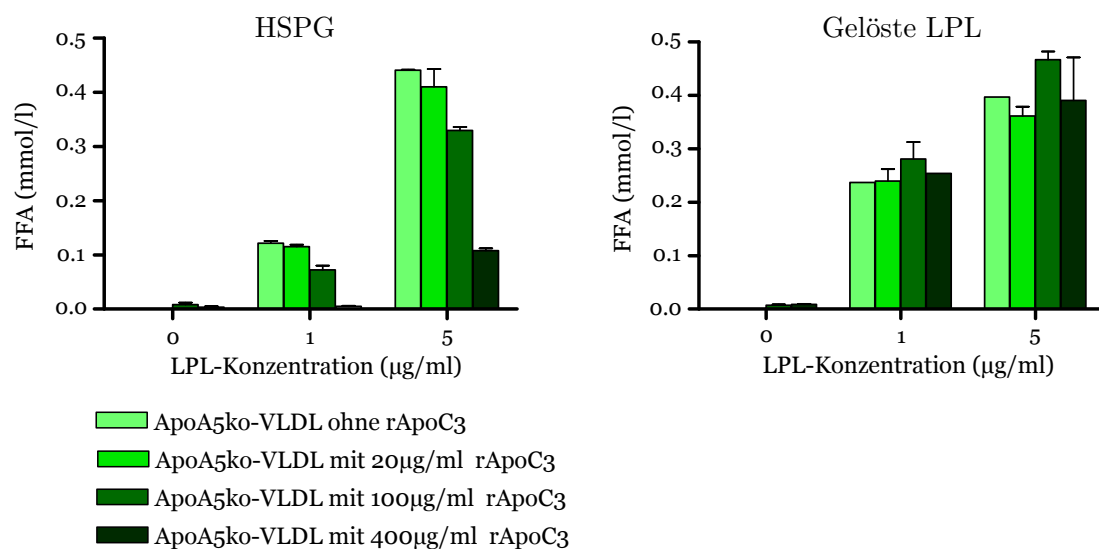 HSPG
0.5
0.4
0.3
0.2
0.1
0.0
FFA (mmol/l)
0 1 5
LPL-Konzentration (µg/ml)
Gelöste LPL
0.5
0.4
0.3
0.2
0.1
0.0
FFA (mmol/l)
0 1 5
LPL-Konzentration (µg/ml)
ApoA5ko-VLDL ohne rApoC3
ApoA5ko-VLDL mit 20µg/ml rApoC3
ApoA5ko-VLDL mit 100µg/ml rApoC3
ApoA5ko-VLDL mit 400µg/ml rApoC3